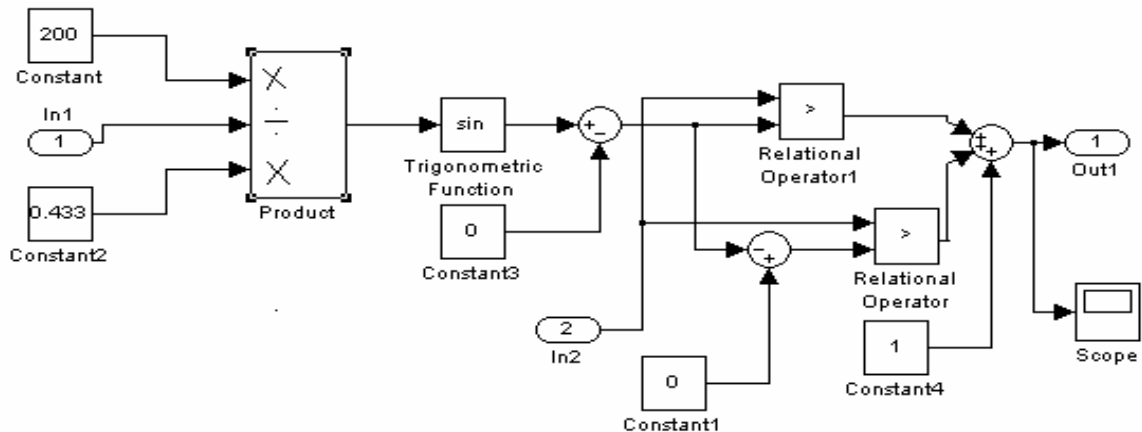 200
Constant
In1
1
0.433
Constant2
×
÷
×
Product
sin
Trigonometric
Function
0
Constant3
+
−
>
Relational
Operator1
2
In2
−
+
0
Constant1
>
Relational
Operator
1
Constant4
+
+
+
1
Out1
Scope